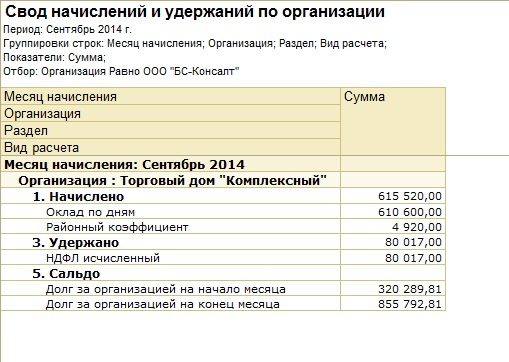 Свод начислений и удержаний по организации
Период: Сентябрь 2014 г.
Группировки строк: Месяц начисления; Организация; Раздел; Вид расчета;
Показатели: Сумма;
Отбор: Организация Равно ООО "БС-Консалт"
Месяц начисления Сумма
Организация
Раздел
Вид расчета
Месяц начисления: Сентябрь 2014
Организация : Торговый дом "Комплексный"
1. Начислено 615 520,00
Оклад по дням 610 600,00
Районный коэффициент 4 920,00
3. Удержано 80 017,00
НДФЛ исчисленный 80 017,00
5. Сальдо
Долг за организацией на начало месяца 320 289,81
Долг за организацией на конец месяца 855 792,81